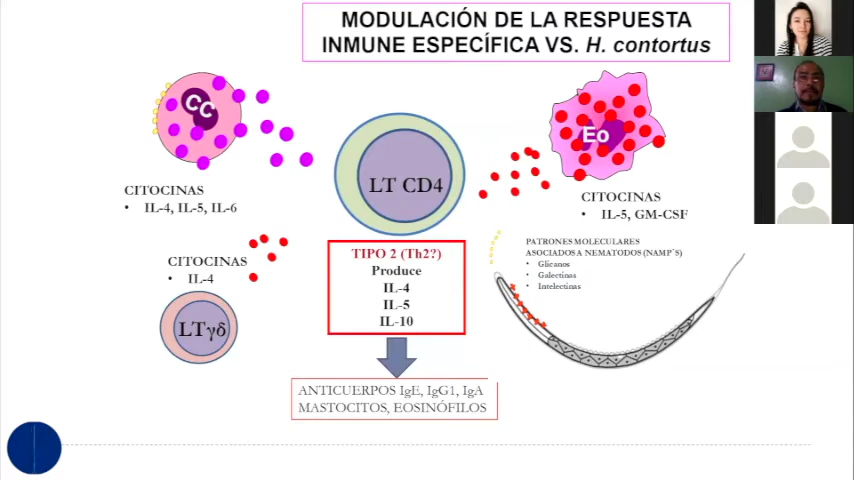 MODULACIÓN DE LA RESPUESTA
INMUNE ESPECÍFICA VS. H. contortus
CC
Eo
LT CD4
CITOCINAS
• IL-4, IL-5, IL-6
CITOCINAS
• IL-5, GM-CSF
CITOCINAS
• IL-4
LTγδ
TIPO 2 (Th2?)
Produce
IL-4
IL-5
IL-10
PATRONES MOLECULARES
ASOCIADOS A NEMATODOS (NAMP´S)
• Glicanos
• Galectinas
• Intelectinas
ANTICUERPOS IgE, IgG1, IgA
MASTOCITOS, EOSINÓFILOS